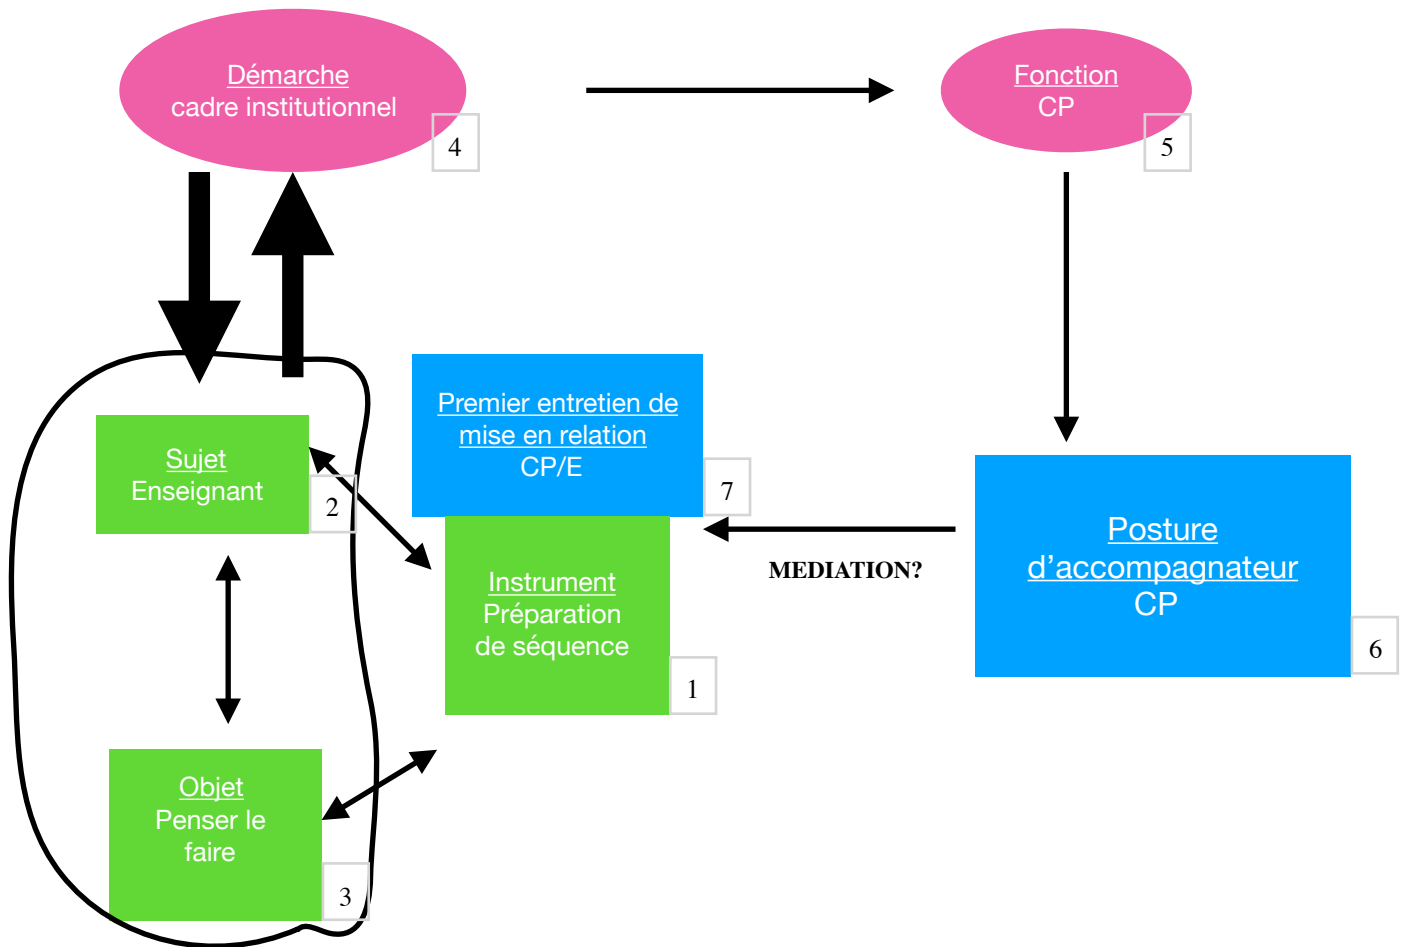 Démarche
cadre institutionnel
4
Fonction
CP
5
Premier entretien de
mise en relation
CP/E
7
Sujet
Enseignant
2
Instrument
Préparation
de séquence
1
MEDIATION?
Posture
d’accompagnateur
CP
6
Objet
Penser le
faire
3